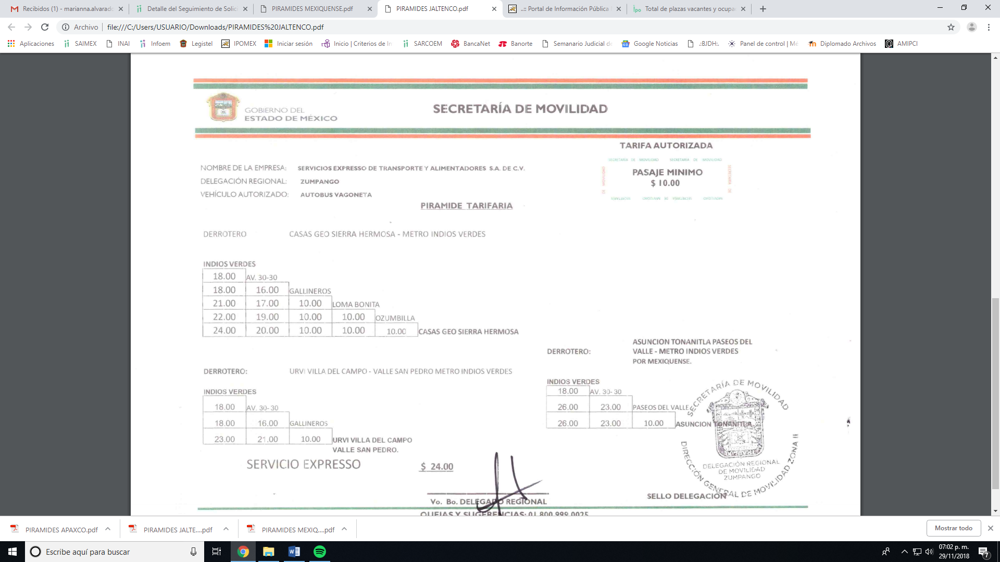 Recibidos (1) - marianna.alvarado
Detalle del Seguimiento de Solici
PIRAMIDES MEXIQUENSE.pdf
PIRAMIDES JALTENCO.pdf
..:: Portal de Información Pública
Total de plazas vacantes y ocupa
Archivo
file:///C:/Users/USUARIO/Downloads/PIRAMIDES%20JALTENCO.pdf
Aplicaciones
SAIMEX
INAI
Infoem
Legistel
IPOMEX
Iniciar sesión
Inicio | Criterios de In
SARCOEM
BancaNet
Banorte
Semanario Judicial de
Google Noticias
.:BJDH:.
Panel de control | Mé
Diplomado Archivos
AMIPCI
GOBIERNO DEL
ESTADO DE MÉXICO
SECRETARÍA DE MOVILIDAD
TARIFA AUTORIZADA
SECRETARIA DE MOVILIDAD SECRETARIA DE MOVILIDAD
PASAJE MINIMO
$ 10.00
NOMBRE DE LA EMPRESA: SERVICIOS EXPRESSO DE TRANSPORTE Y ALIMENTADORES S.A. DE C.V.
DELEGACIÓN REGIONAL: ZUMPANGO
VEHÍCULO AUTORIZADO: AUTOBUS VAGONETA
PIRAMIDE TARIFARIA
DERROTERO CASAS GEO SIERRA HERMOSA - METRO INDIOS VERDES
INDIOS VERDES
18.00 AV. 30-30
18.00 16.00 GALLINEROS
21.00 17.00 10.00 LOMA BONITA
22.00 19.00 10.00 10.00 OZUMBILLA
24.00 20.00 10.00 10.00 10.00 CASAS GEO SIERRA HERMOSA
DERROTERO:
ASUNCION TONANITLA PASEOS DEL
VALLE - METRO INDIOS VERDES
POR MEXIQUENSE.
DERROTERO: URVI VILLA DEL CAMPO - VALLE SAN PEDRO METRO INDIOS VERDES
INDIOS VERDES
18.00 AV. 30-30
18.00 16.00 GALLINEROS
23.00 21.00 10.00 URVI VILLA DEL CAMPO
VALLE SAN PEDRO.
INDIOS VERDES
18.00 AV. 30-30
26.00 23.00 PASEOS DEL VALLE
26.00 23.00 10.00 ASUNCION TONANITLA
SERVICIO EXPRESSO $ 24.00
SECRETARÍA DE MOVILIDAD
DELEGACIÓN REGIONAL
DE MOVILIDAD
ZUMPANGO
DIRECCIÓN GENERAL DE MOVILIDAD ZONA II
Vo. Bo. DELEGADO REGIONAL
SELLO DELEGACION
QUEJAS Y SUGERENCIAS: 01 800 999 0025
PIRAMIDES APAXCO.pdf
PIRAMIDES JALTE....pdf
PIRAMIDES MEXIQ....pdf
Mostrar todo
Escribe aquí para buscar
07:02 p. m.
29/11/2018
7